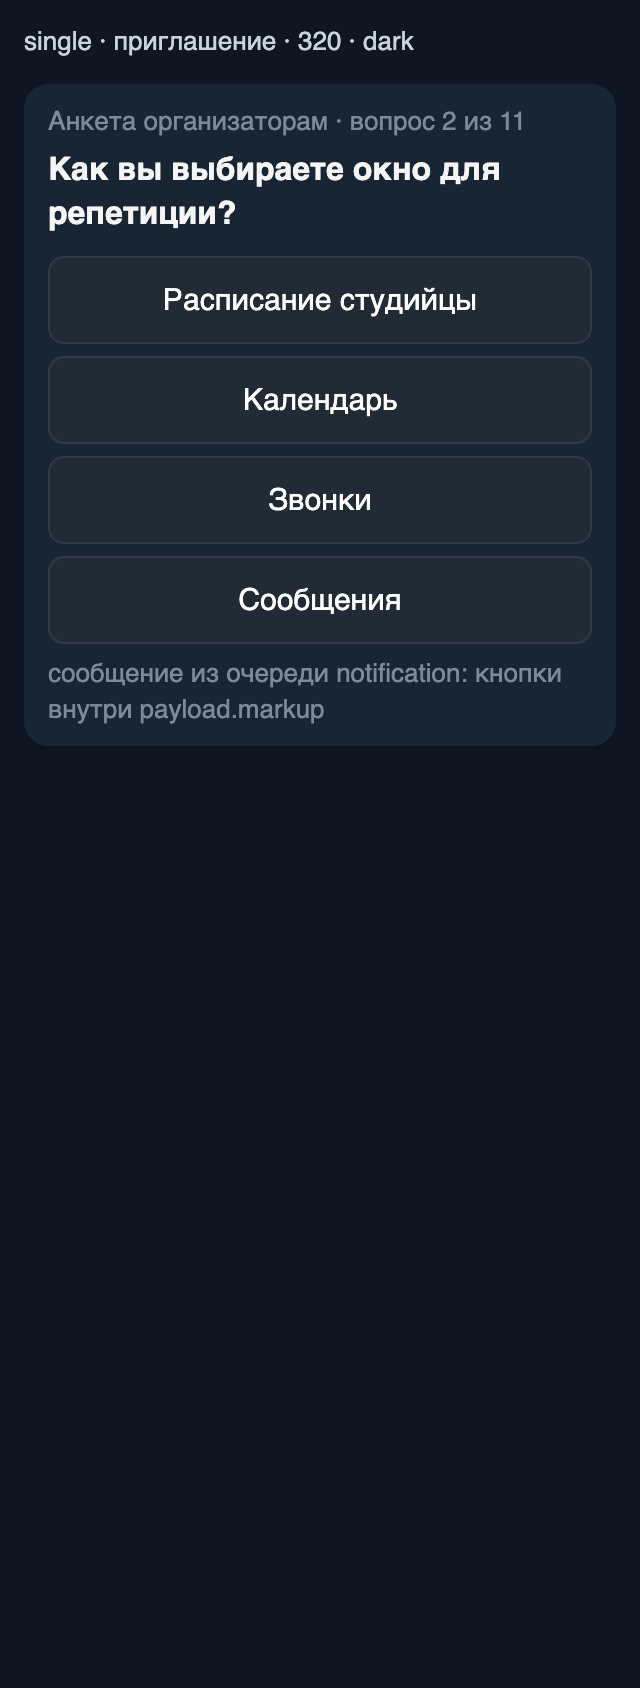 single · приглашение · 320 · dark
Анкета организаторам · вопрос 2 из 11
Как вы выбираете окно для
репетиции?
Расписание студийцы
Календарь
Звонки
Сообщения
сообщение из очереди notification: кнопки
внутри payload.markup